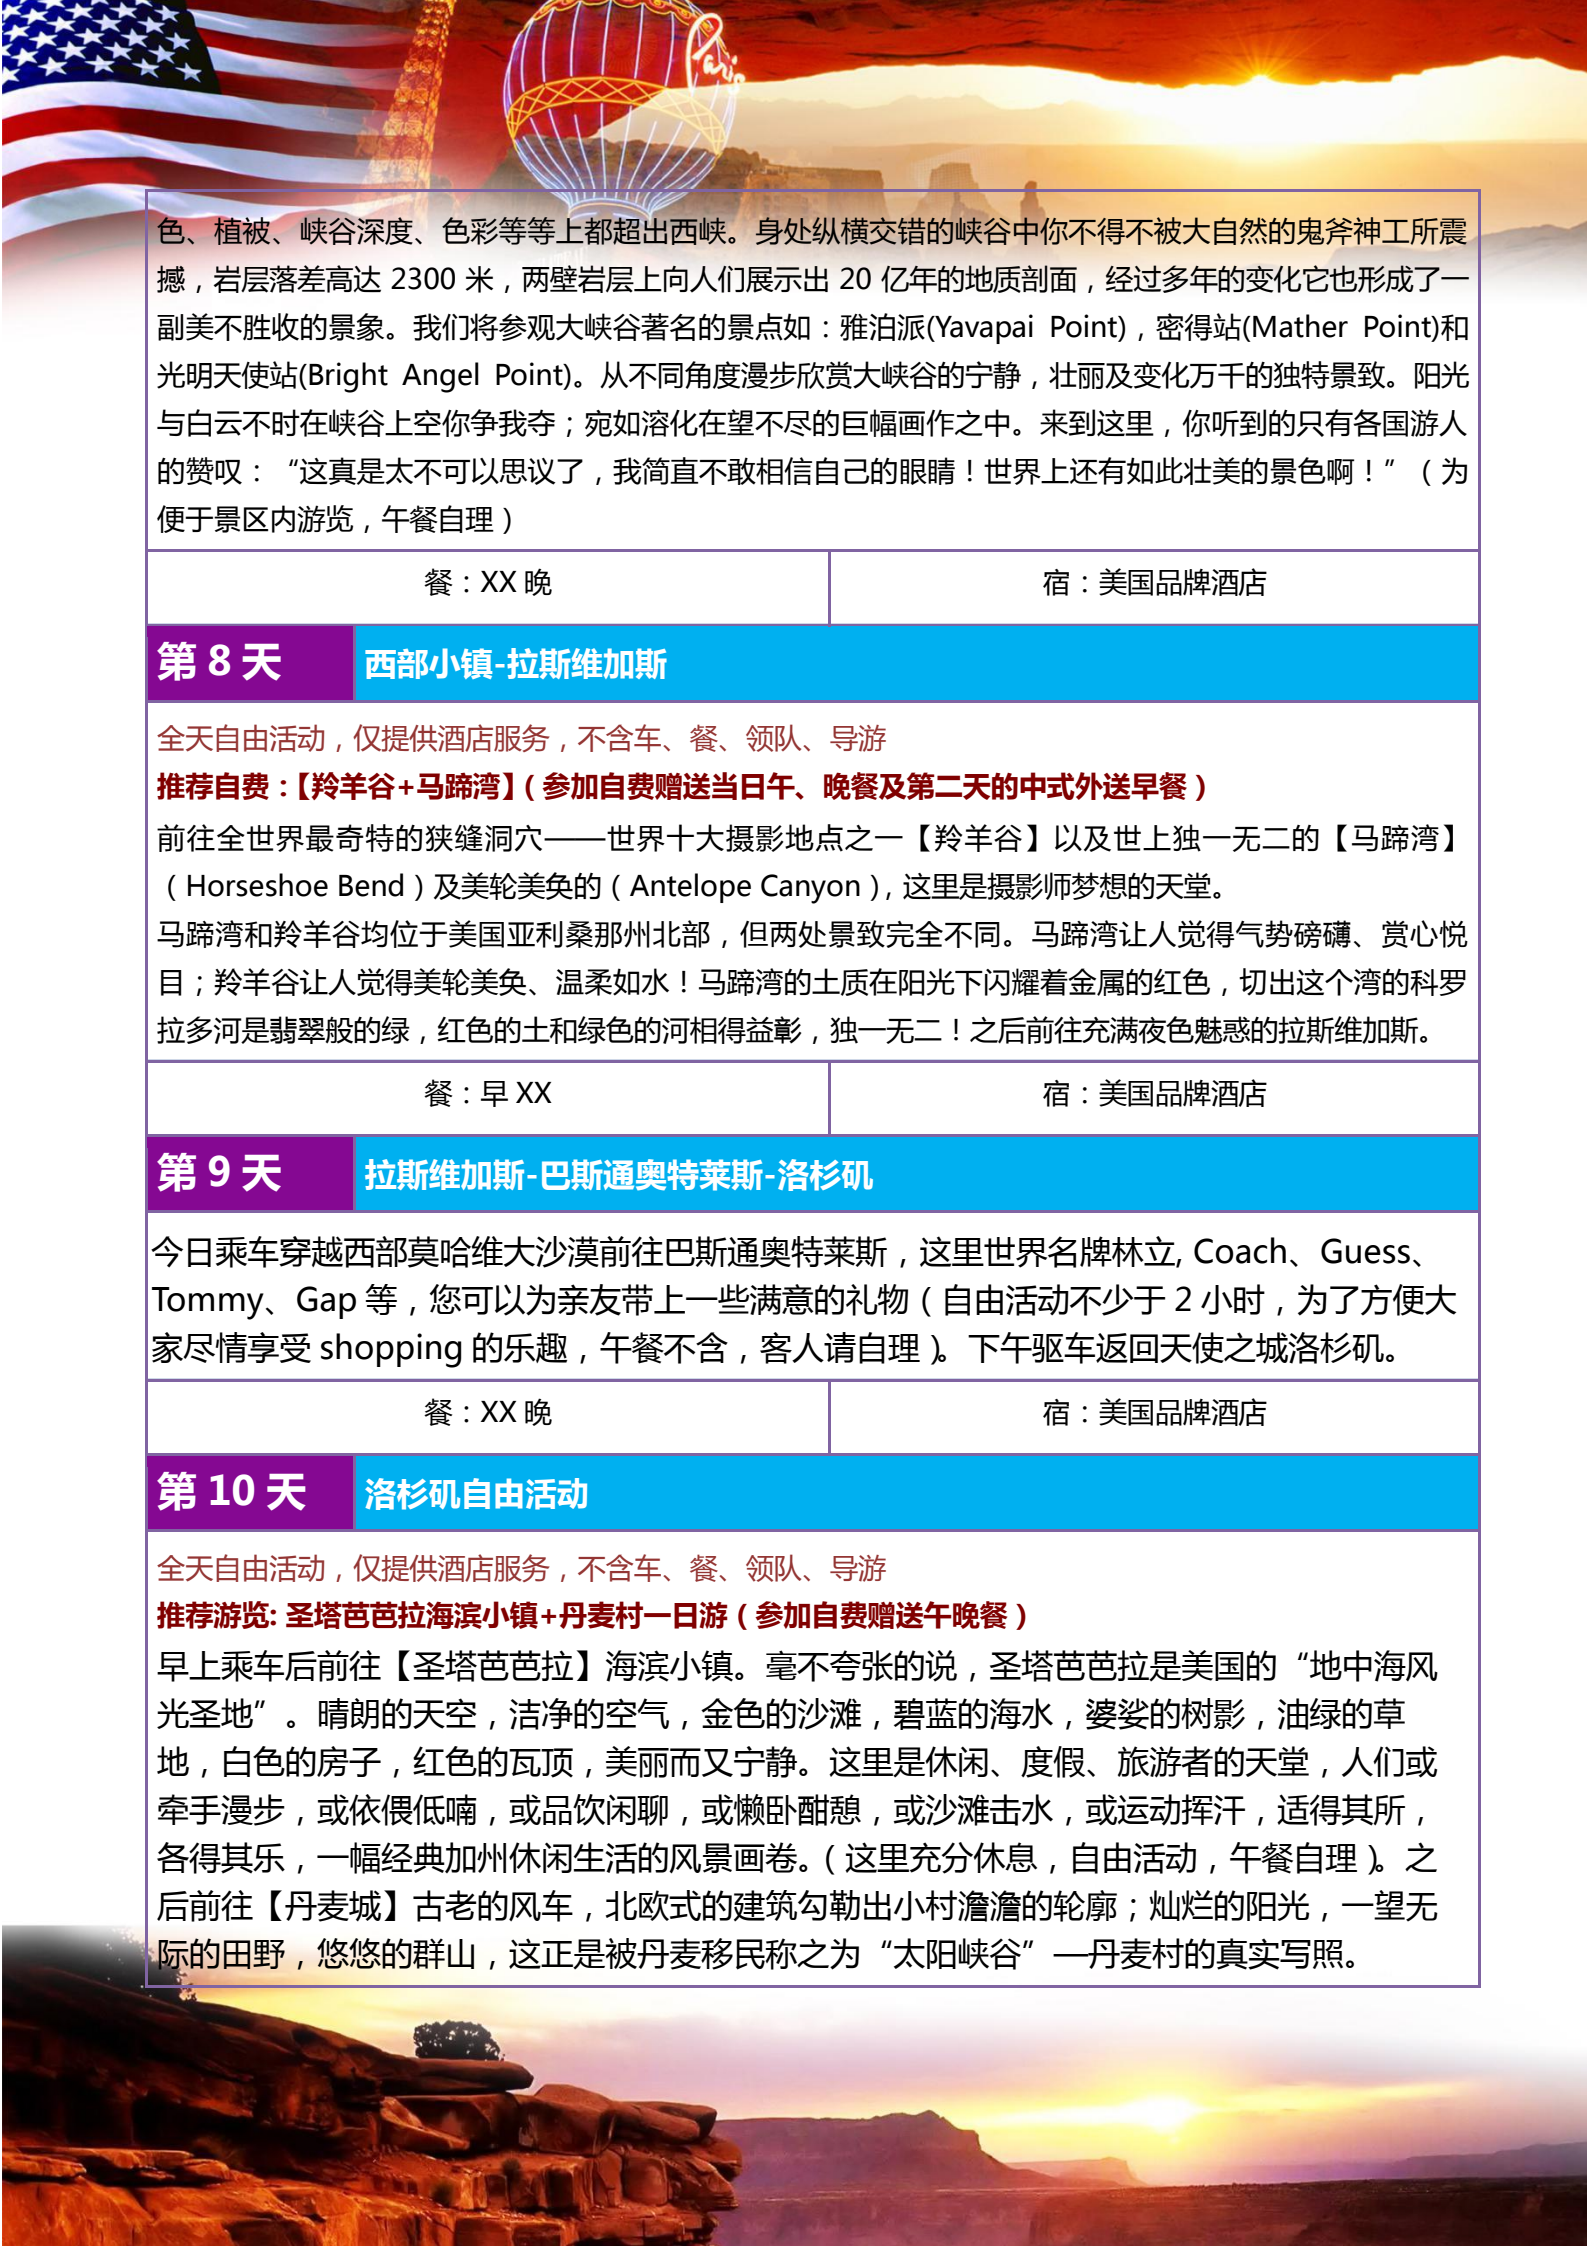 Paris
色、植被、峡谷深度、色彩等等上都超出西峡。身处纵横交错的峡谷中你不得不被大自然的鬼斧神工所震
撼，岩层落差高达 2300 米，两壁岩层上向人们展示出 20 亿年的地质剖面，经过多年的变化它也形成了一
副美不胜收的景象。我们将参观大峡谷著名的景点如：雅泊派(Yavapai Point)，密得站(Mather Point)和
光明天使站(Bright Angel Point)。从不同角度漫步欣赏大峡谷的宁静，壮丽及变化万千的独特景致。阳光
与白云不时在峡谷上空你争我夺；宛如溶化在望不尽的巨幅画作之中。来到这里，你听到的只有各国游人
的赞叹：“这真是太不可以思议了，我简直不敢相信自己的眼睛！世界上还有如此壮美的景色啊！”（为
便于景区内游览，午餐自理）
餐：XX 晚
宿：美国品牌酒店
第 8 天
西部小镇-拉斯维加斯
全天自由活动，仅提供酒店服务，不含车、餐、领队、导游
推荐自费：【羚羊谷+马蹄湾】（参加自费赠送当日午、晚餐及第二天的中式外送早餐）
前往全世界最奇特的狭缝洞穴——世界十大摄影地点之一【羚羊谷】以及世上独一无二的【马蹄湾】
（Horseshoe Bend）及美轮美奂的（Antelope Canyon），这里是摄影师梦想的天堂。
马蹄湾和羚羊谷均位于美国亚利桑那州北部，但两处景致完全不同。马蹄湾让人觉得气势磅礴、赏心悦
目；羚羊谷让人觉得美轮美奂、温柔如水！马蹄湾的土质在阳光下闪耀着金属的红色，切出这个湾的科罗
拉多河是翡翠般的绿，红色的土和绿色的河相得益彰，独一无二！之后前往充满夜色魅惑的拉斯维加斯。
餐：早 XX
宿：美国品牌酒店
第 9 天
拉斯维加斯-巴斯通奥特莱斯-洛杉矶
今日乘车穿越西部莫哈维大沙漠前往巴斯通奥特莱斯，这里世界名牌林立, Coach、Guess、
Tommy、Gap 等，您可以为亲友带上一些满意的礼物（自由活动不少于 2 小时，为了方便大
家尽情享受 shopping 的乐趣，午餐不含，客人请自理）。下午驱车返回天使之城洛杉矶。
餐：XX 晚
宿：美国品牌酒店
第 10 天
洛杉矶自由活动
全天自由活动，仅提供酒店服务，不含车、餐、领队、导游
推荐游览: 圣塔芭芭拉海滨小镇+丹麦村一日游（参加自费赠送午晚餐）
早上乘车后前往【圣塔芭芭拉】海滨小镇。毫不夸张的说，圣塔芭芭拉是美国的“地中海风
光圣地”。晴朗的天空，洁净的空气，金色的沙滩，碧蓝的海水，婆娑的树影，油绿的草
地，白色的房子，红色的瓦顶，美丽而又宁静。这里是休闲、度假、旅游者的天堂，人们或
牵手漫步，或依偎低喃，或品饮闲聊，或懒卧酣憩，或沙滩击水，或运动挥汗，适得其所，
各得其乐，一幅经典加州休闲生活的风景画卷。（这里充分休息，自由活动，午餐自理）。之
后前往【丹麦城】古老的风车，北欧式的建筑勾勒出小村澹澹的轮廓；灿烂的阳光，一望无
际的田野，悠悠的群山，这正是被丹麦移民称之为“太阳峡谷”—丹麦村的真实写照。